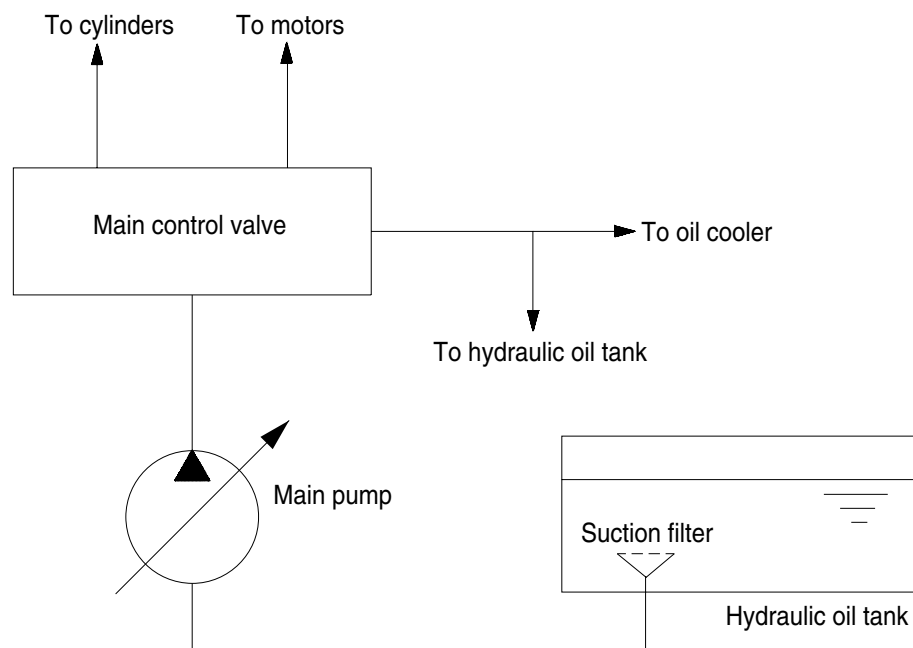 To cylinders
To motors
Main control valve
To oil cooler
To hydraulic oil tank
Main pump
Suction filter
Hydraulic oil tank